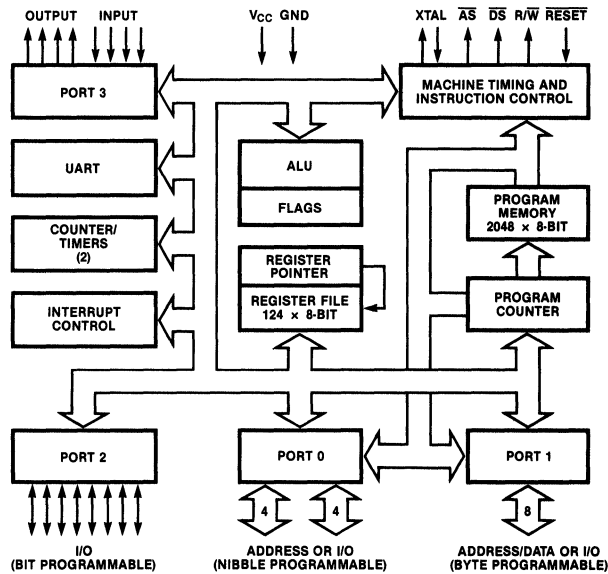 OUTPUT INPUT VCC GND XTAL AS DS R/W RESET
PORT 3
MACHINE TIMING AND
INSTRUCTION CONTROL
UART
ALU
FLAGS
COUNTER/
TIMERS
(2)
PROGRAM
MEMORY
2048 × 8-BIT
REGISTER
POINTER
REGISTER FILE
124 × 8-BIT
INTERRUPT
CONTROL
PROGRAM
COUNTER
PORT 2
PORT 0
PORT 1
4 4 8
I/O
(BIT PROGRAMMABLE)
ADDRESS OR I/O
(NIBBLE PROGRAMMABLE)
ADDRESS/DATA OR I/O
(BYTE PROGRAMMABLE)